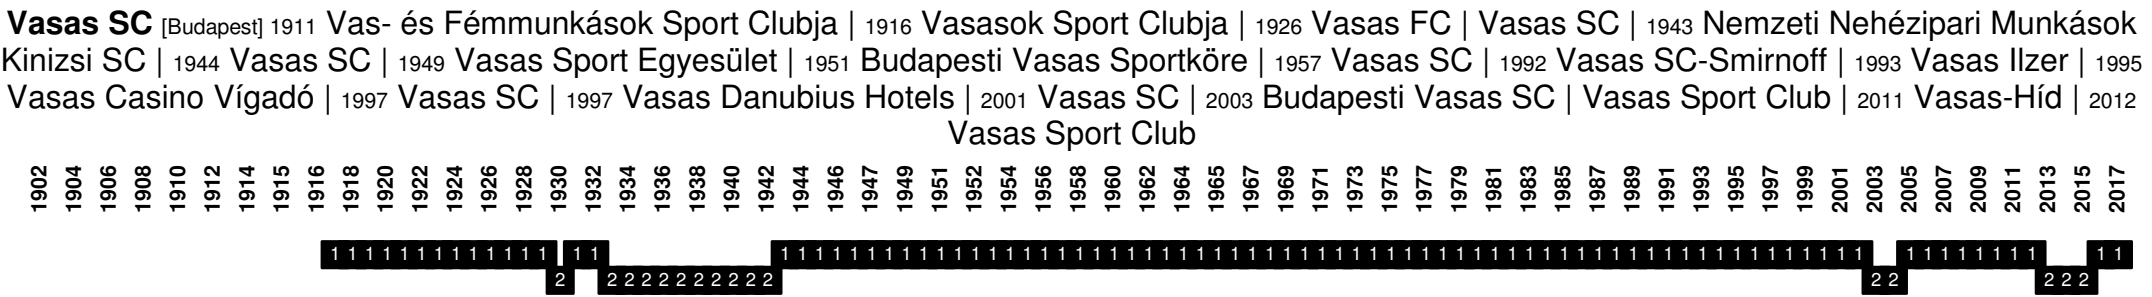 Vasas SC [Budapest] 1911 Vas- és Fémmunkások Sport Clubja | 1916 Vasasok Sport Clubja | 1926 Vasas FC | Vasas SC | 1943 Nemzeti Nehézipari Munkások
Kinizsi SC | 1944 Vasas SC | 1949 Vasas Sport Egyesület | 1951 Budapesti Vasas Sportköre | 1957 Vasas SC | 1992 Vasas SC-Smirnoff | 1993 Vasas Ilzer | 1995
Vasas Casino Vígadó | 1997 Vasas SC | 1997 Vasas Danubius Hotels | 2001 Vasas SC | 2003 Budapesti Vasas SC | Vasas Sport Club | 2011 Vasas-Híd | 2012
Vasas Sport Club
1902 1904 1906 1908 1910 1912 1914 1915 1916 1918 1920 1922 1924 1926 1928 1930 1932 1934 1936 1938 1940 1942 1944 1946 1947 1949 1951 1952 1954 1956 1958 1960 1962 1964 1965 1967 1969 1971 1973 1975 1977 1979 1981 1983 1985 1987 1989 1991 1993 1995 1997 1999 2001 2003 2005 2007 2009 2011 2013 2015 2017
1 1 1 1 1 1 1 1 1 1 1 1 1 1 1 1 1 1 1 1 1 1 1 1 1 1 1 1 1 1 1 1 1 1 1 1 1 1 1 1 1 1 1 1 1 1 1 1 1 1 1 1 1 1 1 1 1 1 1 1 1 1 1 1 1 1 1 1 1 1 1 1 1 1 1 1 1 1 1 1 1 1 1 1 1 1 1 1
2 2 2 2 2 2 2 2 2 2 2 2 2 2 2 2